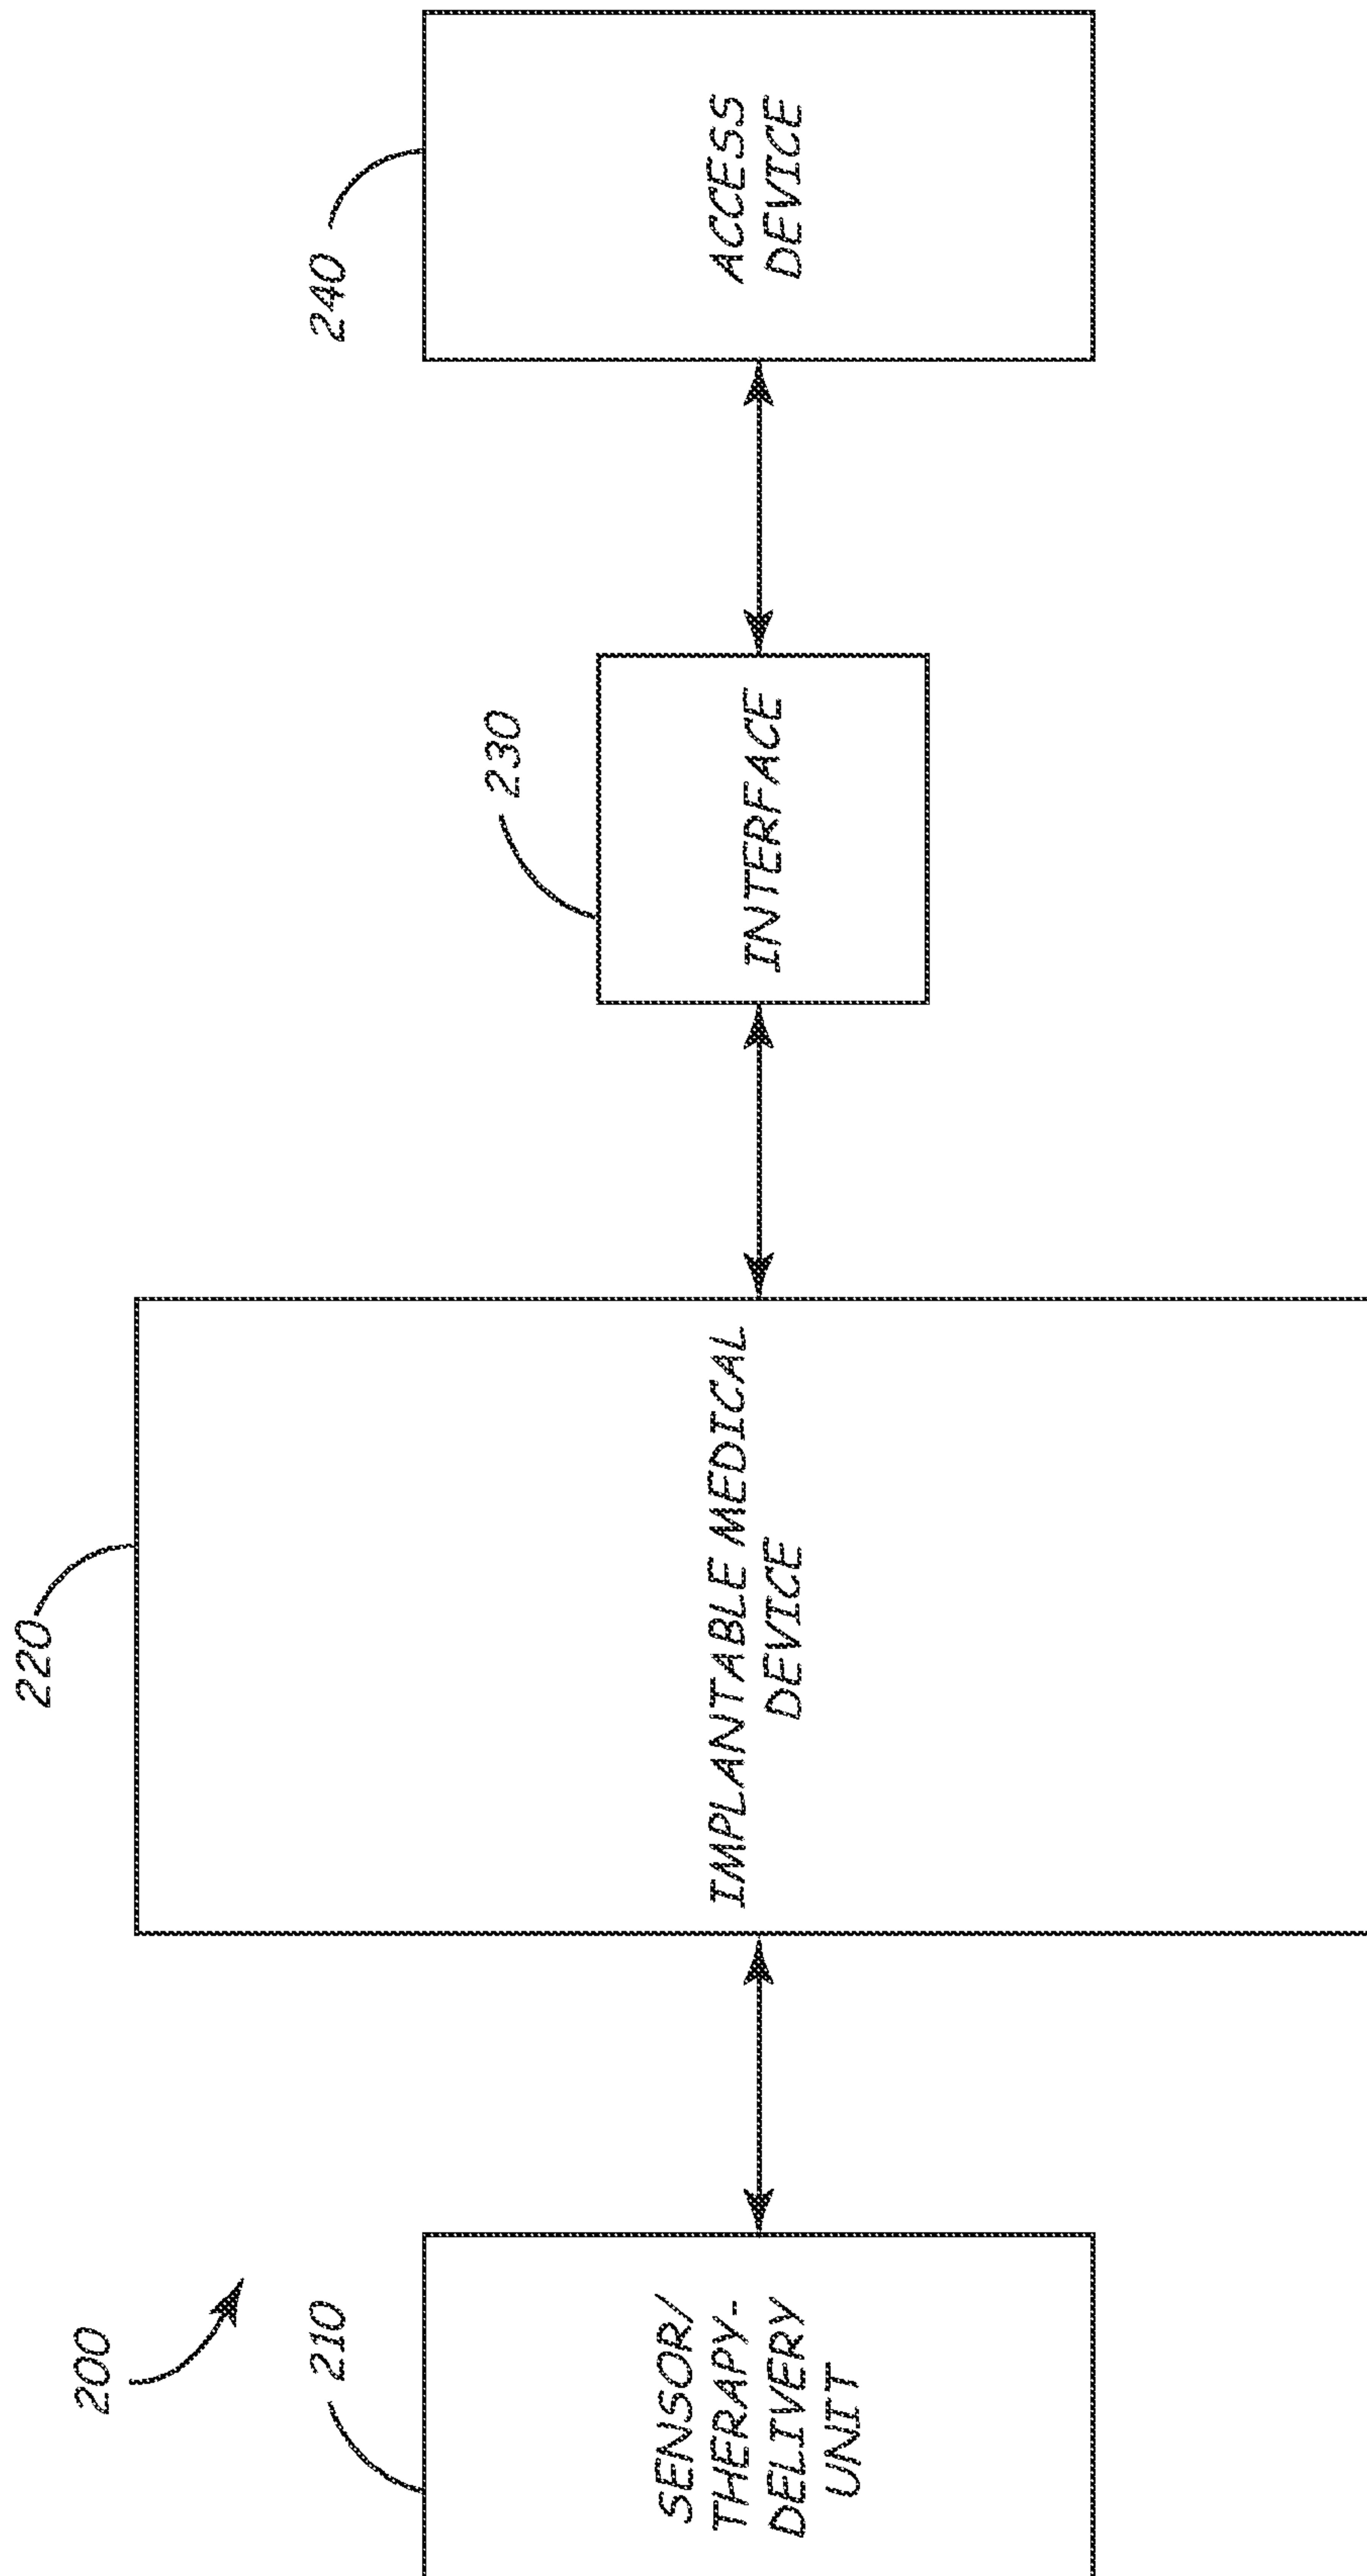 200
210
SENSOR/
THERAPY-
DELIVERY
UNIT
220
IMPLANTABLE MEDICAL
DEVICE
230
INTERFACE
240
ACCESS
DEVICE